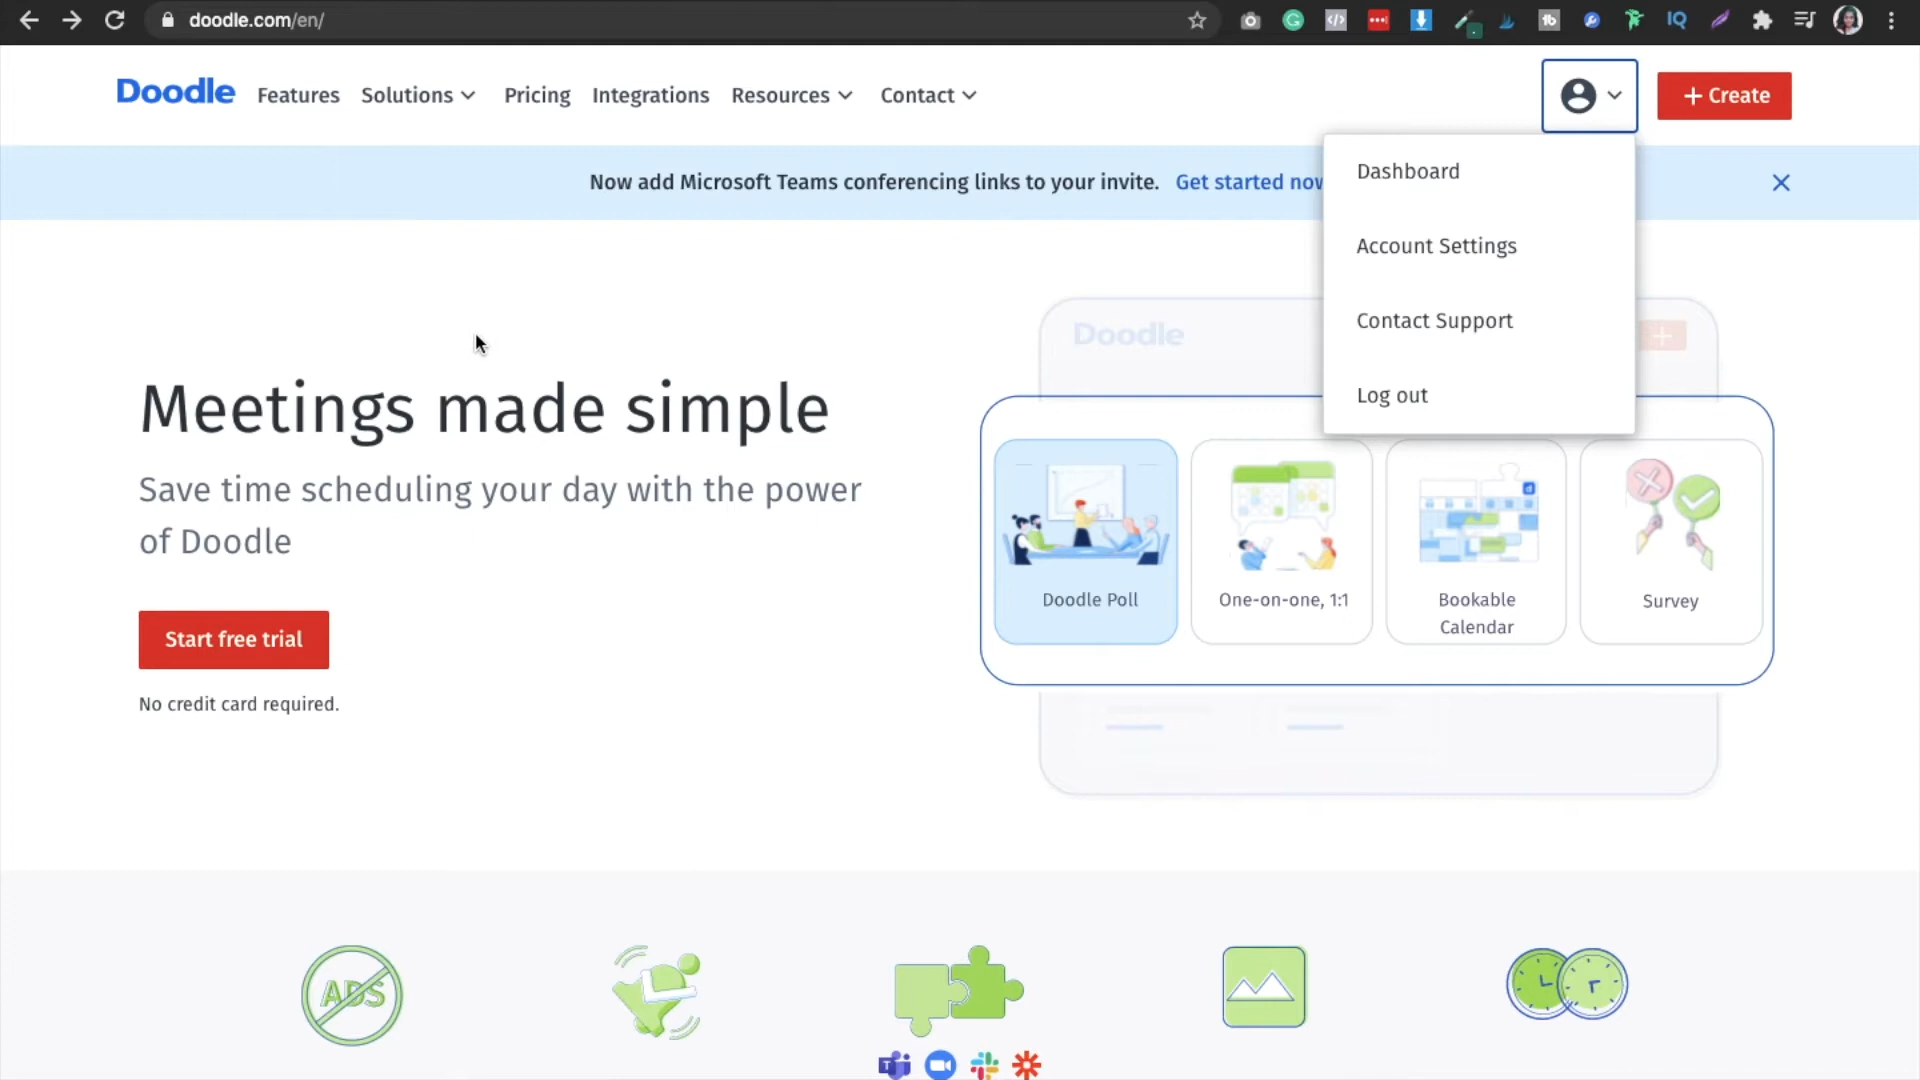 doodle.com/en/
Doodle Features Solutions Pricing Integrations Resources Contact
+ Create
Dashboard
Account Settings
Contact Support
Log out
Now add Microsoft Teams conferencing links to your invite. Get started now
Meetings made simple
Save time scheduling your day with the power
of Doodle
Start free trial
No credit card required.
Doodle
Doodle Poll
One-on-one, 1:1
Bookable
Calendar
Survey
ADS